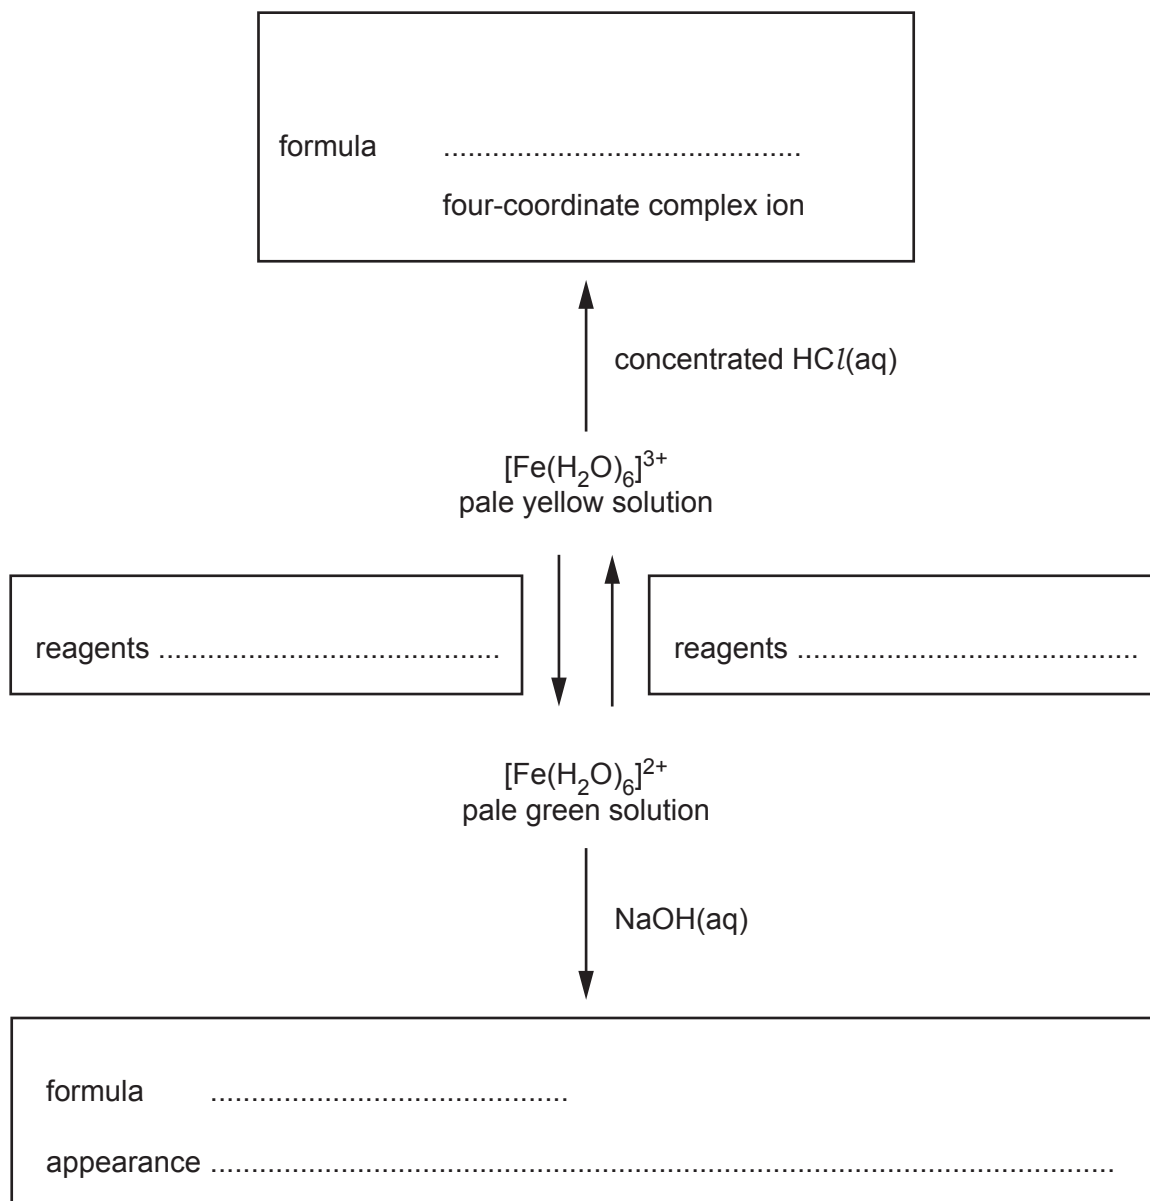 formula ............................................
four-coordinate complex ion
concentrated HCl(aq)
[Fe(H₂O)₆]³⁺
pale yellow solution
reagents ..........................................
reagents ..........................................
[Fe(H₂O)₆]²⁺
pale green solution
NaOH(aq)
formula ............................................
appearance ...............................................................................................................